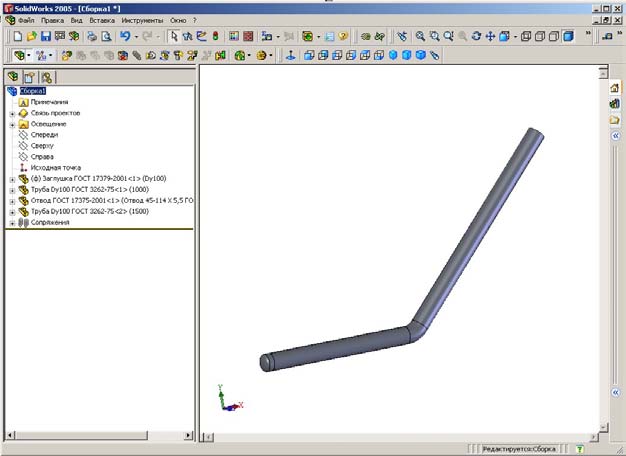 SolidWorks 2005 - [Сборка1 *]
Файл Правка Вид Вставка Инструменты Окно ?
Сборка1
Примечания
Связь проектов
Освещение
Спереди
Сверху
Справа
Исходная точка
(ф) Заглушка ГОСТ 17379-2001<1> (Dy100)
Труба Dy100 ГОСТ 3262-75<1> (1000)
Отвод ГОСТ 17375-2001<1> (Отвод 45-114 X 5,5 ГО
Труба Dy100 ГОСТ 3262-75<2> (1500)
Сопряжения
Y
X
Редактируется:Сборка